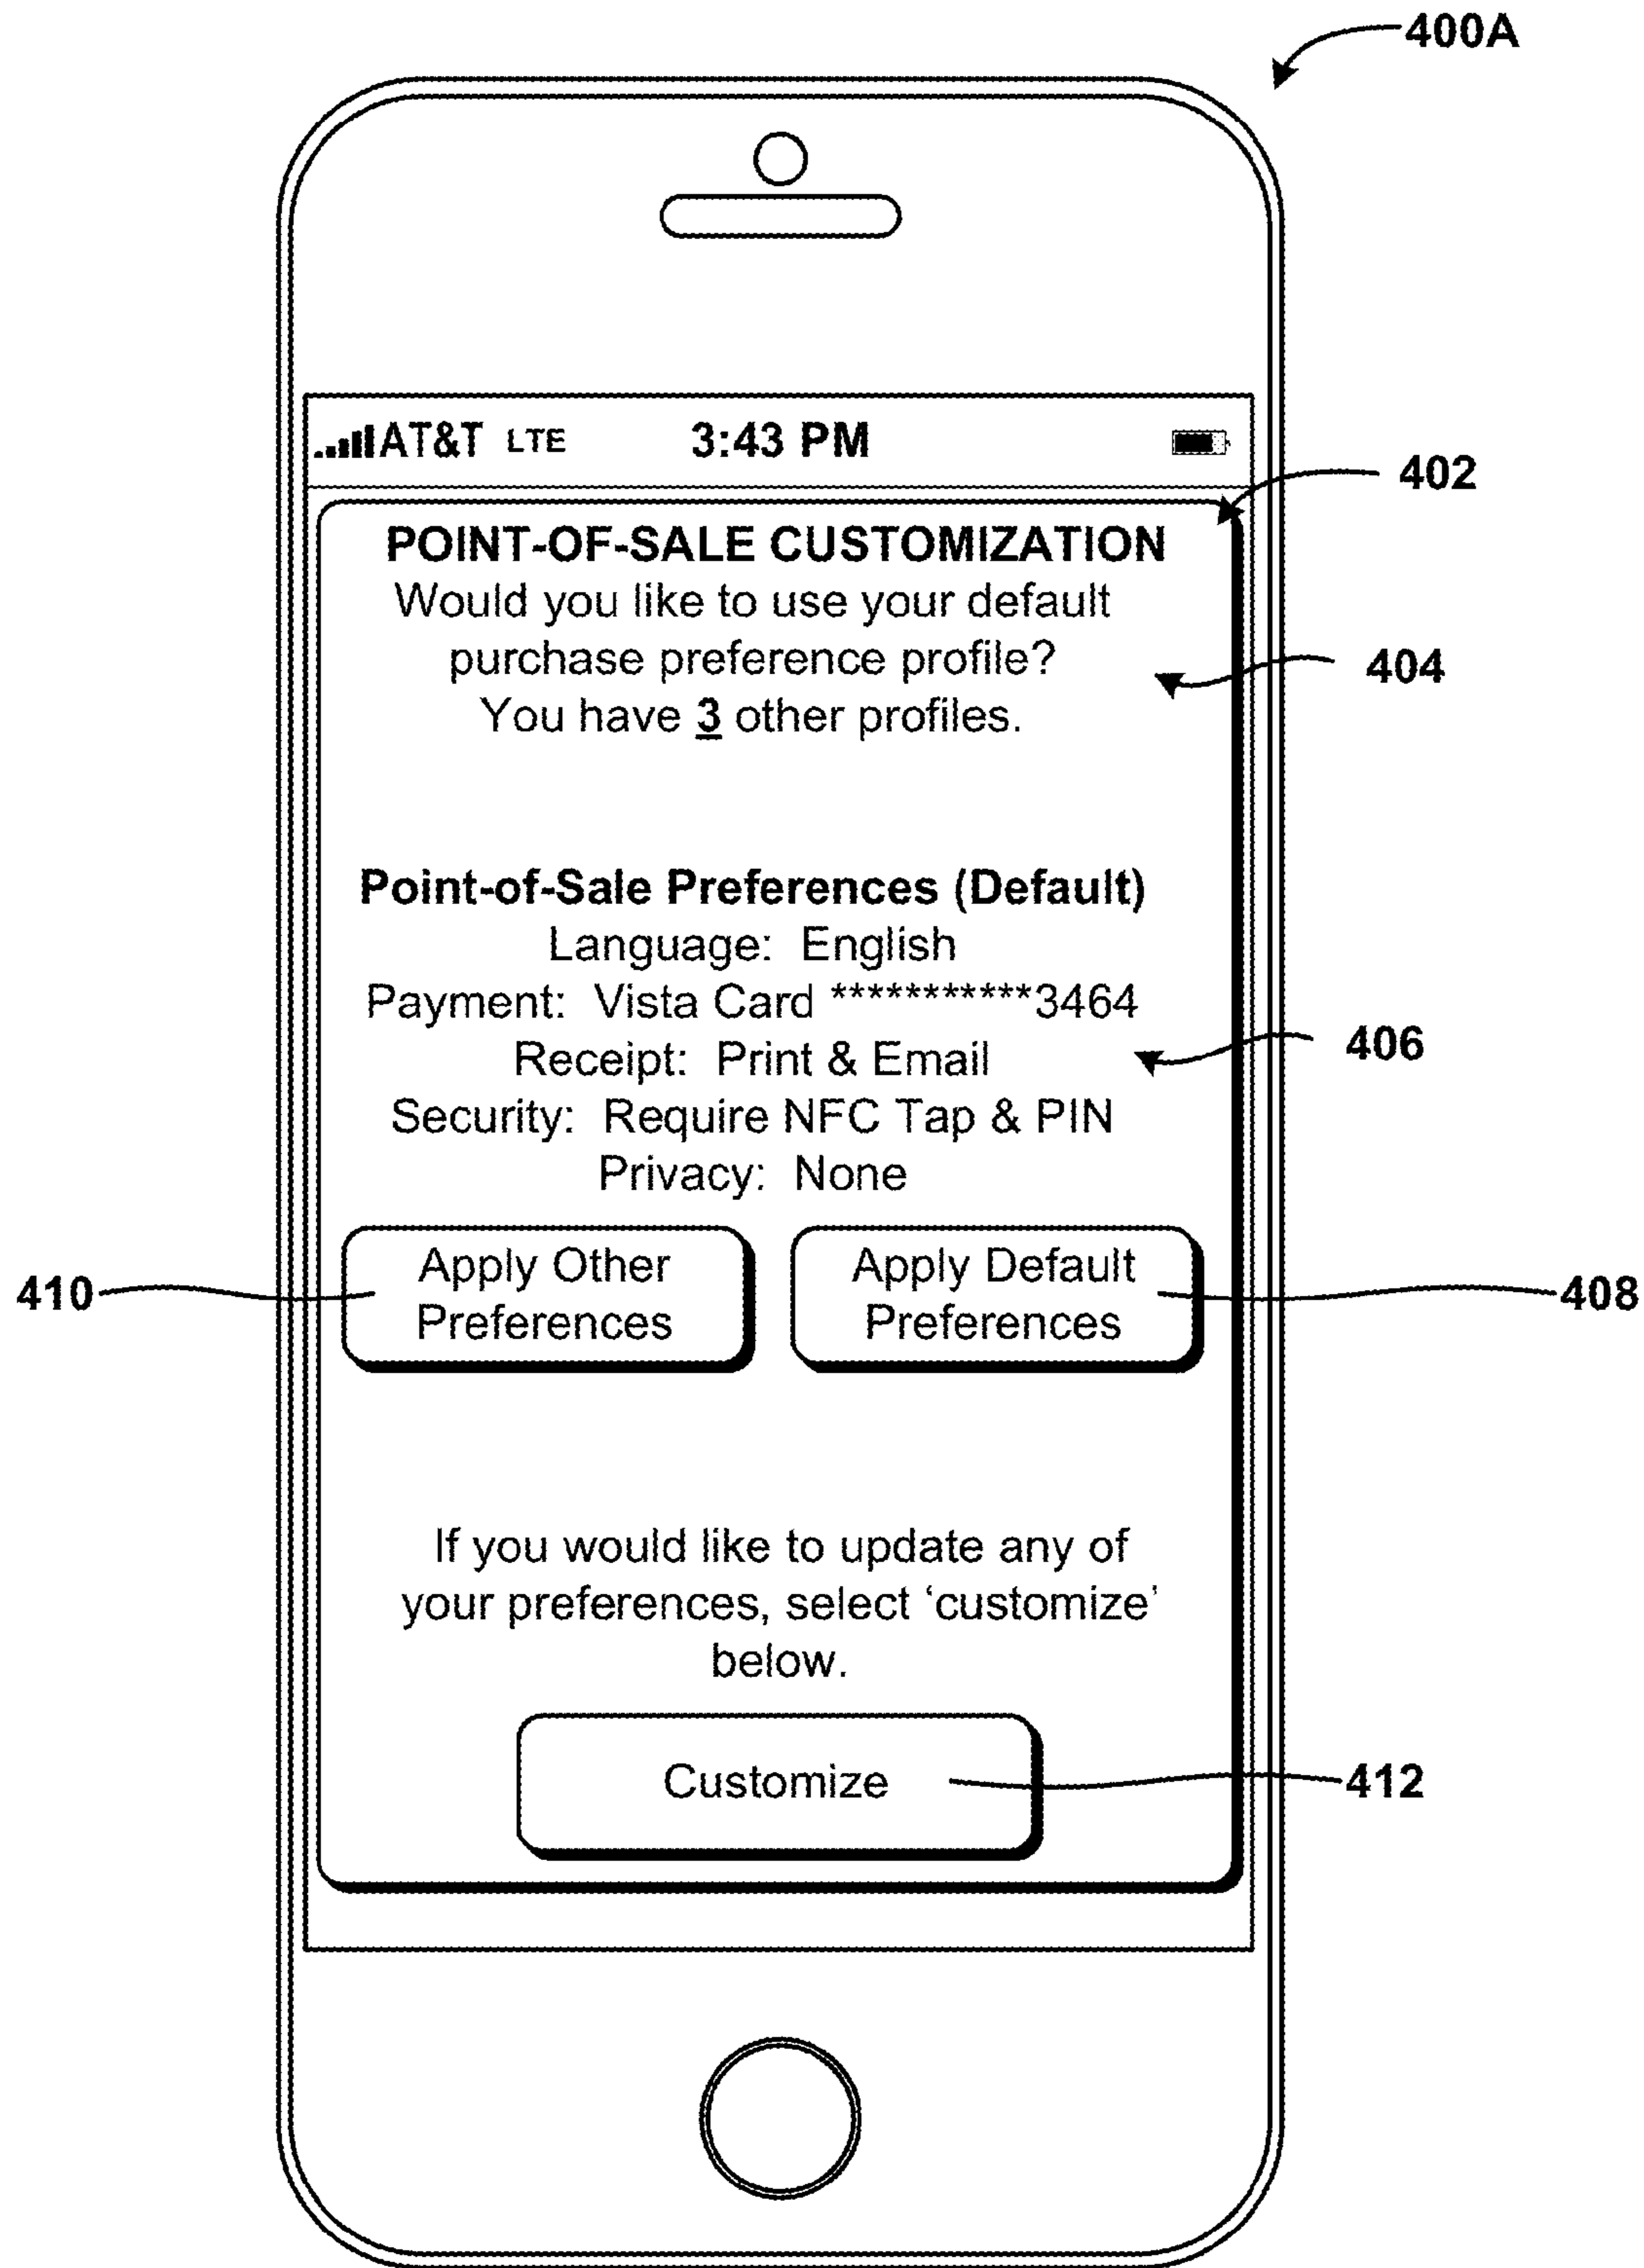 400A
AT&T LTE 3:43 PM
402
POINT-OF-SALE CUSTOMIZATION
Would you like to use your default
purchase preference profile?
404
You have 3 other profiles.
Point-of-Sale Preferences (Default)
Language: English
Payment: Vista Card ***********3464
Receipt: Print & Email
406
Security: Require NFC Tap & PIN
Privacy: None
410
Apply Other
Preferences
Apply Default
Preferences
408
If you would like to update any of
your preferences, select ‘customize’
below.
Customize
412